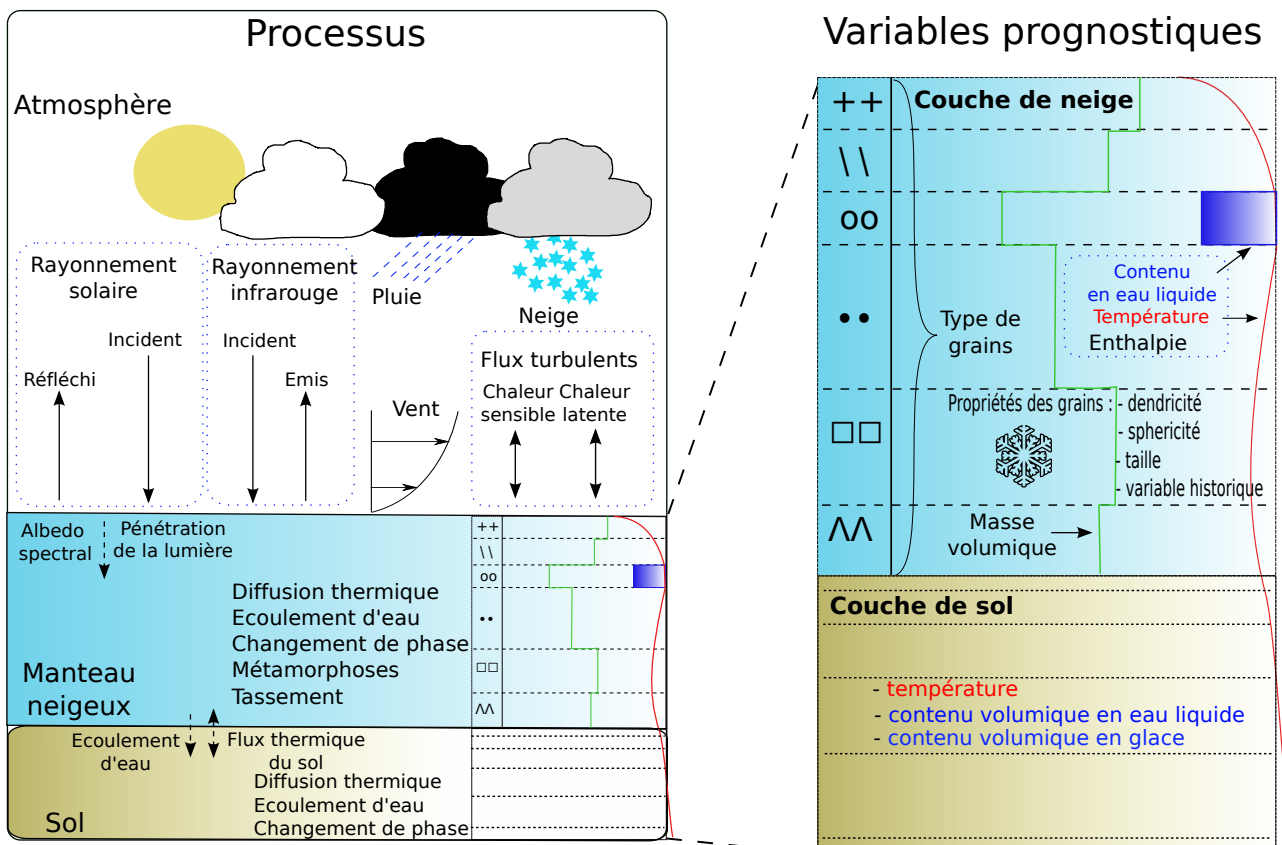 Processus
Atmosphère
Rayonnement
solaire
Incident
Réfléchi
Rayonnement
infrarouge
Incident
Emis
Pluie
Neige
Vent
Flux turbulents
Chaleur Chaleur
sensible latente
Albedo
spectral
Pénétration
de la lumière
Diffusion thermique
Ecoulement d'eau
Changement de phase
Métamorphoses
Tassement
Manteau
neigeux
++
\ \
oo
••
□□
ΛΛ
Ecoulement
d'eau
Flux thermique
du sol
Diffusion thermique
Ecoulement d'eau
Changement de phase
Sol
Variables prognostiques
++
\ \
oo
••
□□
ΛΛ
Couche de neige
Type de
grains
Contenu
en eau liquide
Température
Enthalpie
Propriétés des grains : - dendricité
- sphericité
- taille
- variable historique
Masse
volumique
Couche de sol
- température
- contenu volumique en eau liquide
- contenu volumique en glace